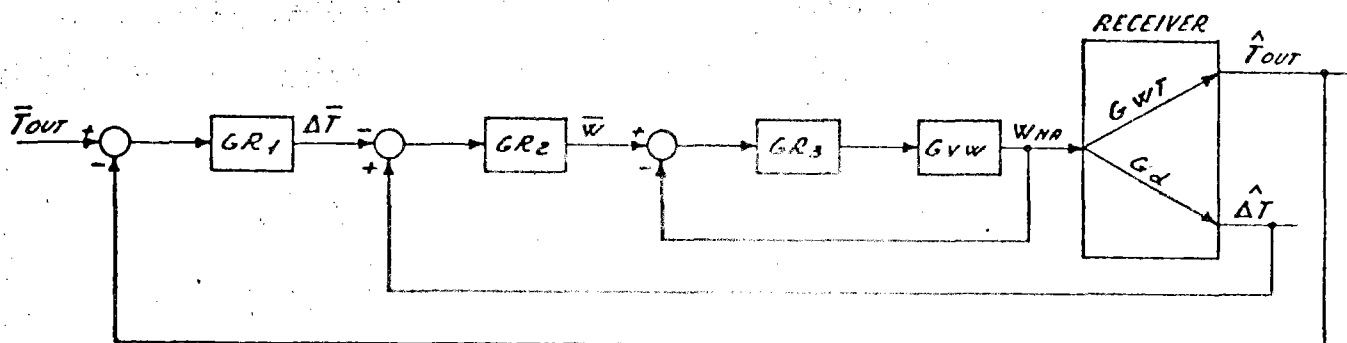 RECEIVER
T̂OUT
T̄OUT + -
GR1
ΔT̄ - +
GR2
w̄ + -
GR3
GVW
WNA
GWT
Gα
ΔT̂